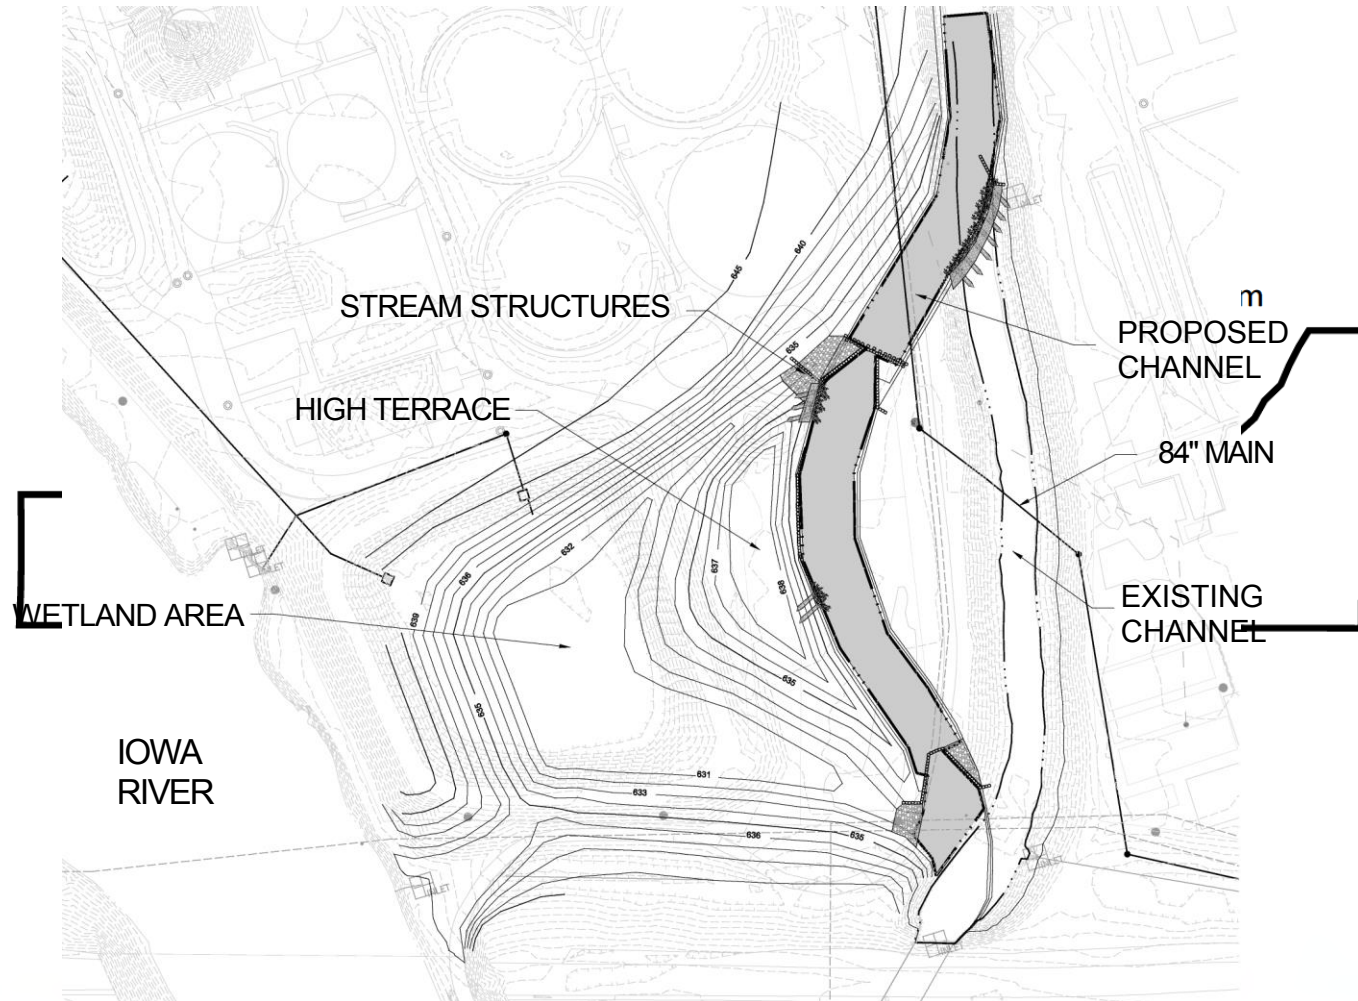 645
640
STREAM STRUCTURES
m
PROPOSED
CHANNEL
635
HIGH TERRACE
84" MAIN
632
636
637
638
639
WETLAND AREA
EXISTING
CHANNEL
635
635
IOWA
RIVER
631
633
636
635